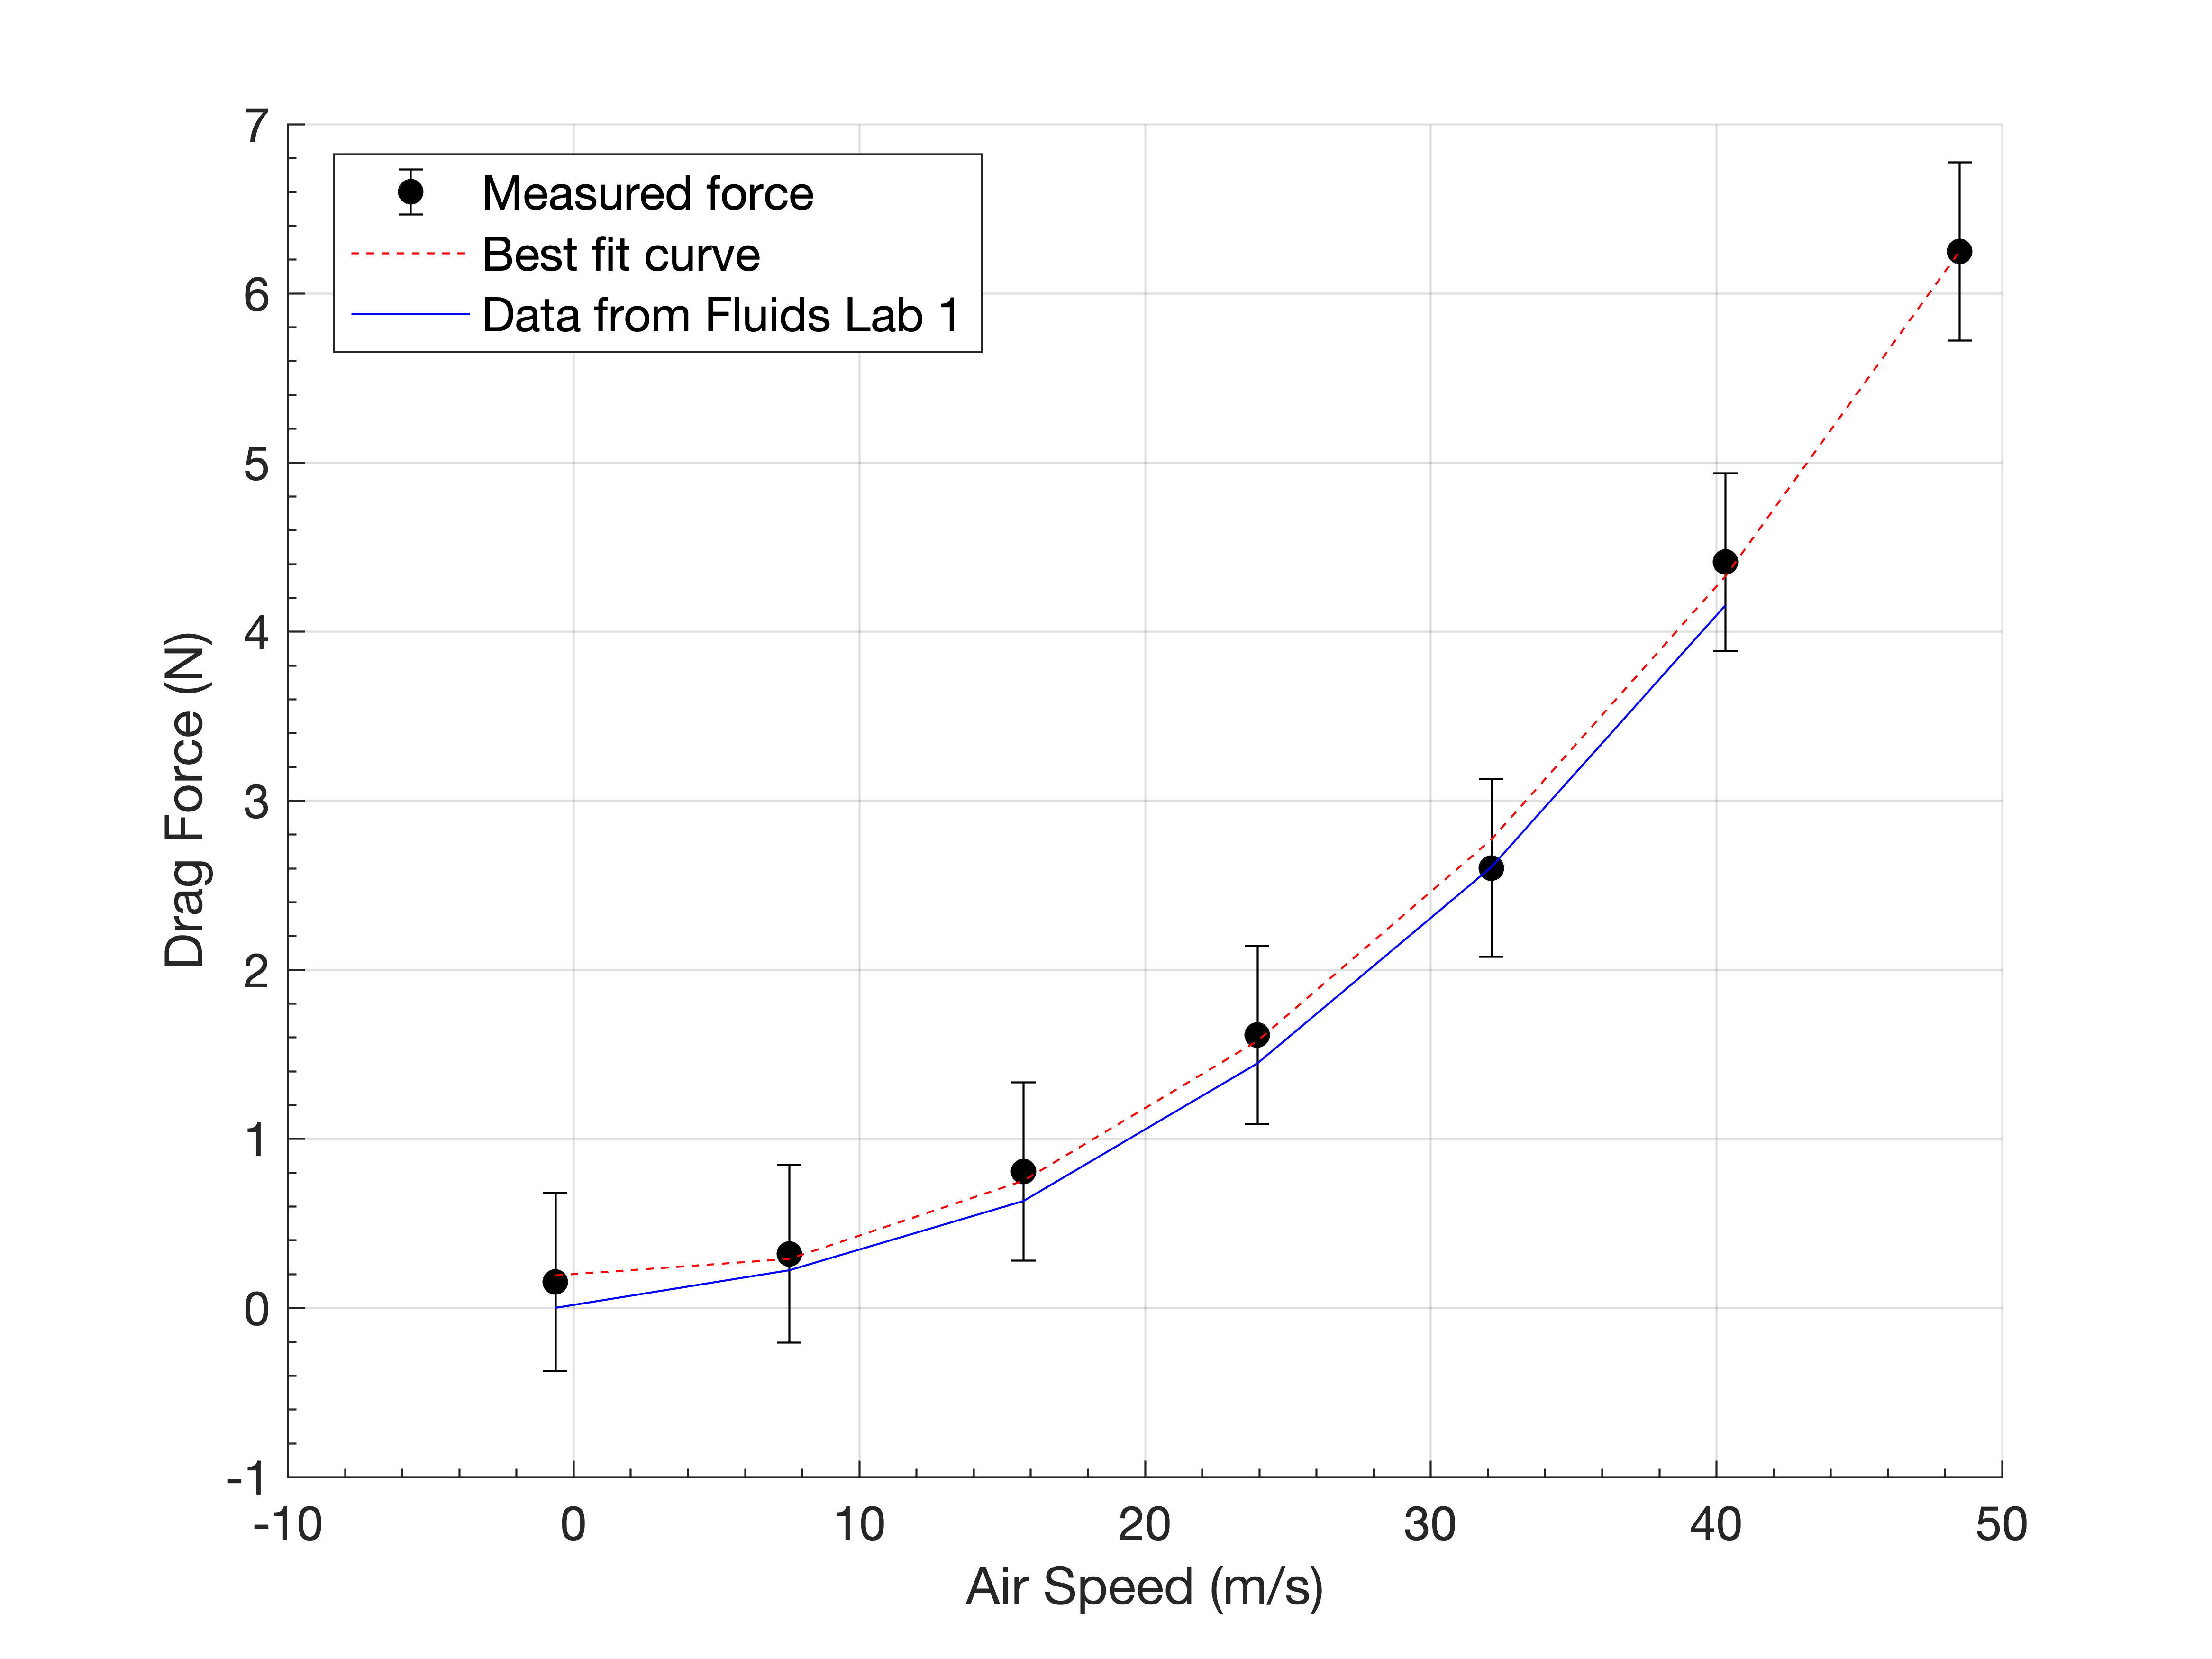 7
6
5
4
3
2
1
0
-1
Drag Force (N)
Measured force
Best fit curve
Data from Fluids Lab 1
-10 0 10 20 30 40 50
Air Speed (m/s)